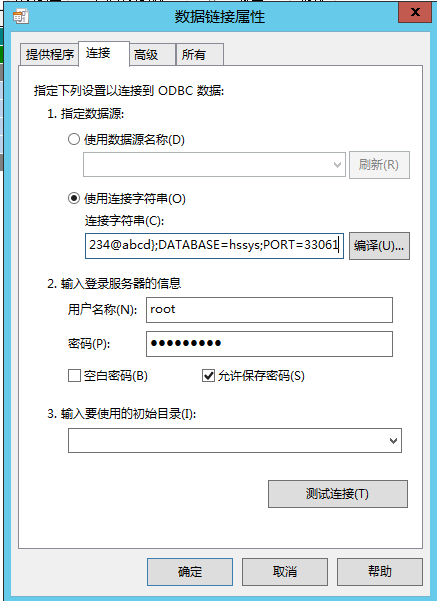 数据链接属性
x
提供程序 连接 高级 所有
指定下列设置以连接到 ODBC 数据:
1. 指定数据源:
使用数据源名称(D)
刷新(R)
使用连接字符串(O)
连接字符串(C):
234@abcd};DATABASE=hssys;PORT=33061 编译(U)...
2. 输入登录服务器的信息
用户名称(N): root
密码(P): ●●●●●●●●●
空白密码(B) 允许保存密码(S)
3. 输入要使用的初始目录(I):
测试连接(T)
确定 取消 帮助